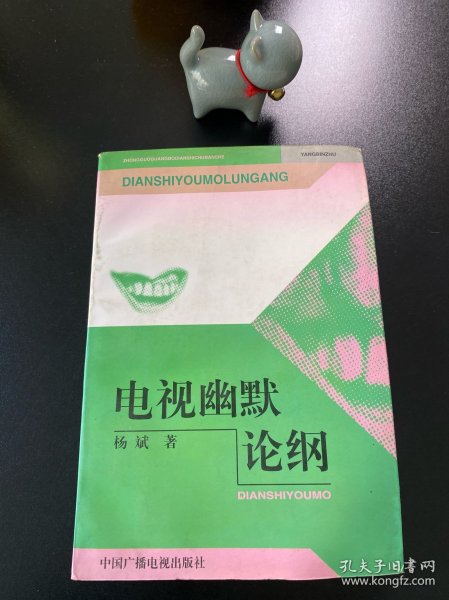 ZHONGGUOGUANGBODIANSHICHUBANSHE
YANGBINZHU
DIANSHIYOUMOLUNGANG
电视幽默
杨斌 著
论纲
DIANSHIYOUMO
中国广播电视出版社
孔夫子旧书网
kongfz.com